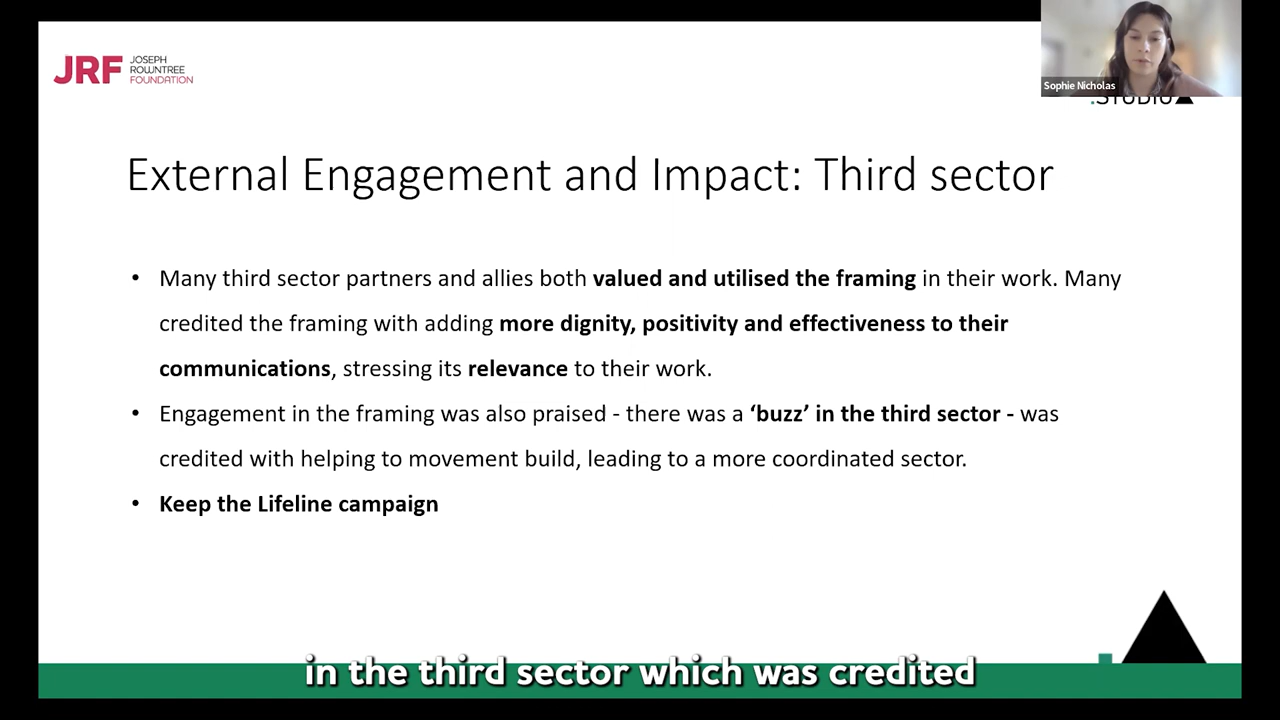 JRF
JOSEPH
ROWNTREE
FOUNDATION
Sophie Nicholas
.STUDIO
External Engagement and Impact: Third sector
• Many third sector partners and allies both valued and utilised the framing in their work. Many
credited the framing with adding more dignity, positivity and effectiveness to their
communications, stressing its relevance to their work.
• Engagement in the framing was also praised - there was a ‘buzz’ in the third sector - was
credited with helping to movement build, leading to a more coordinated sector.
• Keep the Lifeline campaign
in the third sector which was credited